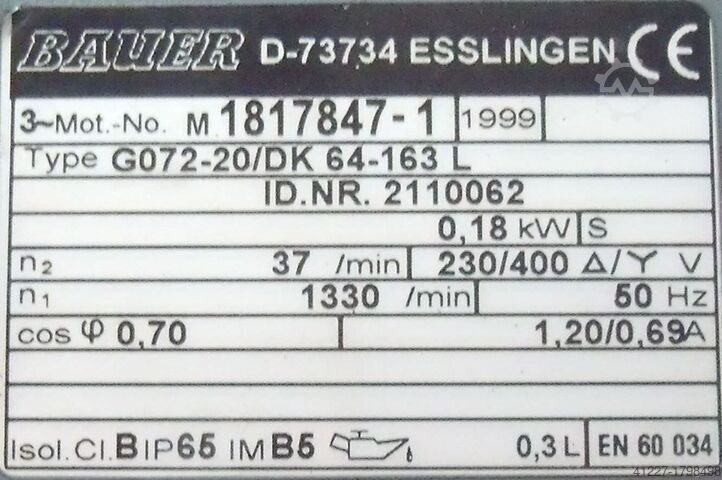 BAUER D-73734 ESSLINGEN CE
3~Mot.-No. M 1817847-1 1999
Type G072-20/DK 64-163 L
ID.NR. 2110062
0,18 kW S
n₂ 37 /min 230/400 Δ/Y V
n₁ 1330 /min 50 Hz
cos φ 0,70 1,20/0,69A
Isol.Cl.B IP65 IM B5 0,3 L EN 60 034
41227-1798498